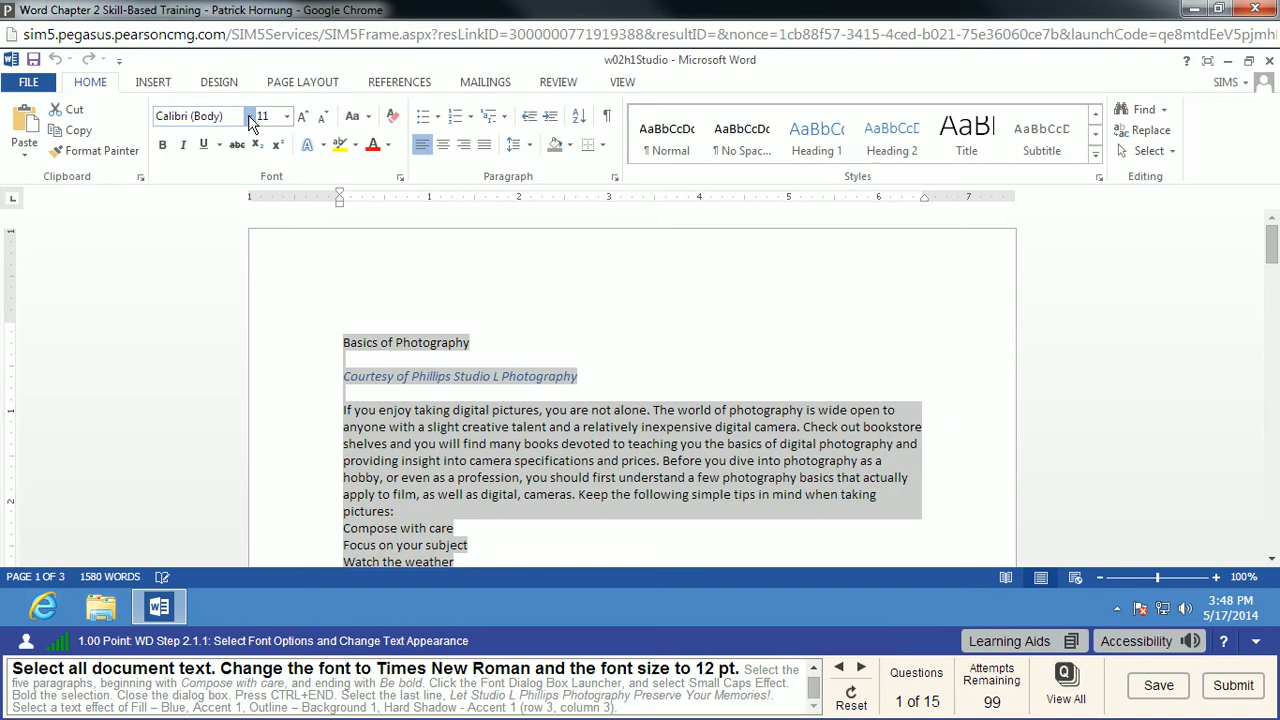 Word Chapter 2 Skill-Based Training - Patrick Hornung - Google Chrome
sim5.pegasus.pearsoncmg.com/SIM5Services/SIM5Frame.aspx?resLinkID=3000000771919388&resultID=&nonce=1cb88f57-3415-4ced-b021-75e36060ce7b&launchCode=qe8mtdEeV5pjmhl
w02h1Studio - Microsoft Word
FILE HOME INSERT DESIGN PAGE LAYOUT REFERENCES MAILINGS REVIEW VIEW SIMS
Paste
Cut
Copy
Format Painter
Clipboard
Calibri (Body) 11
Font
Paragraph
AaBbCcDc AaBbCcDc AaBbCc AaBbCcDc AaBl AaBbCcDc
¶ Normal ¶ No Spac... Heading 1 Heading 2 Title Subtitle
Styles
Find
Replace
Select
Editing
1 1 2 3 4 5 6 7
1
1
2
Basics of Photography
Courtesy of Phillips Studio L Photography
If you enjoy taking digital pictures, you are not alone. The world of photography is wide open to
anyone with a slight creative talent and a relatively inexpensive digital camera. Check out bookstore
shelves and you will find many books devoted to teaching you the basics of digital photography and
providing insight into camera specifications and prices. Before you dive into photography as a
hobby, or even as a profession, you should first understand a few photography basics that actually
apply to film, as well as digital, cameras. Keep the following simple tips in mind when taking
pictures:
Compose with care
Focus on your subject
Watch the weather
PAGE 1 OF 3 1580 WORDS 100%
3:48 PM
5/17/2014
1.00 Point: WD Step 2.1.1: Select Font Options and Change Text Appearance
Learning Aids Accessibility ?
Select all document text. Change the font to Times New Roman and the font size to 12 pt. Select the
five paragraphs, beginning with Compose with care, and ending with Be bold. Click the Font Dialog Box Launcher, and select Small Caps Effect.
Bold the selection. Close the dialog box. Press CTRL+END. Select the last line, Let Studio L Phillips Photography Preserve Your Memories!.
Select a text effect of Fill – Blue, Accent 1, Outline – Background 1, Hard Shadow - Accent 1 (row 3, column 3).
Reset
Questions
1 of 15
Attempts
Remaining
99
View All
Save
Submit